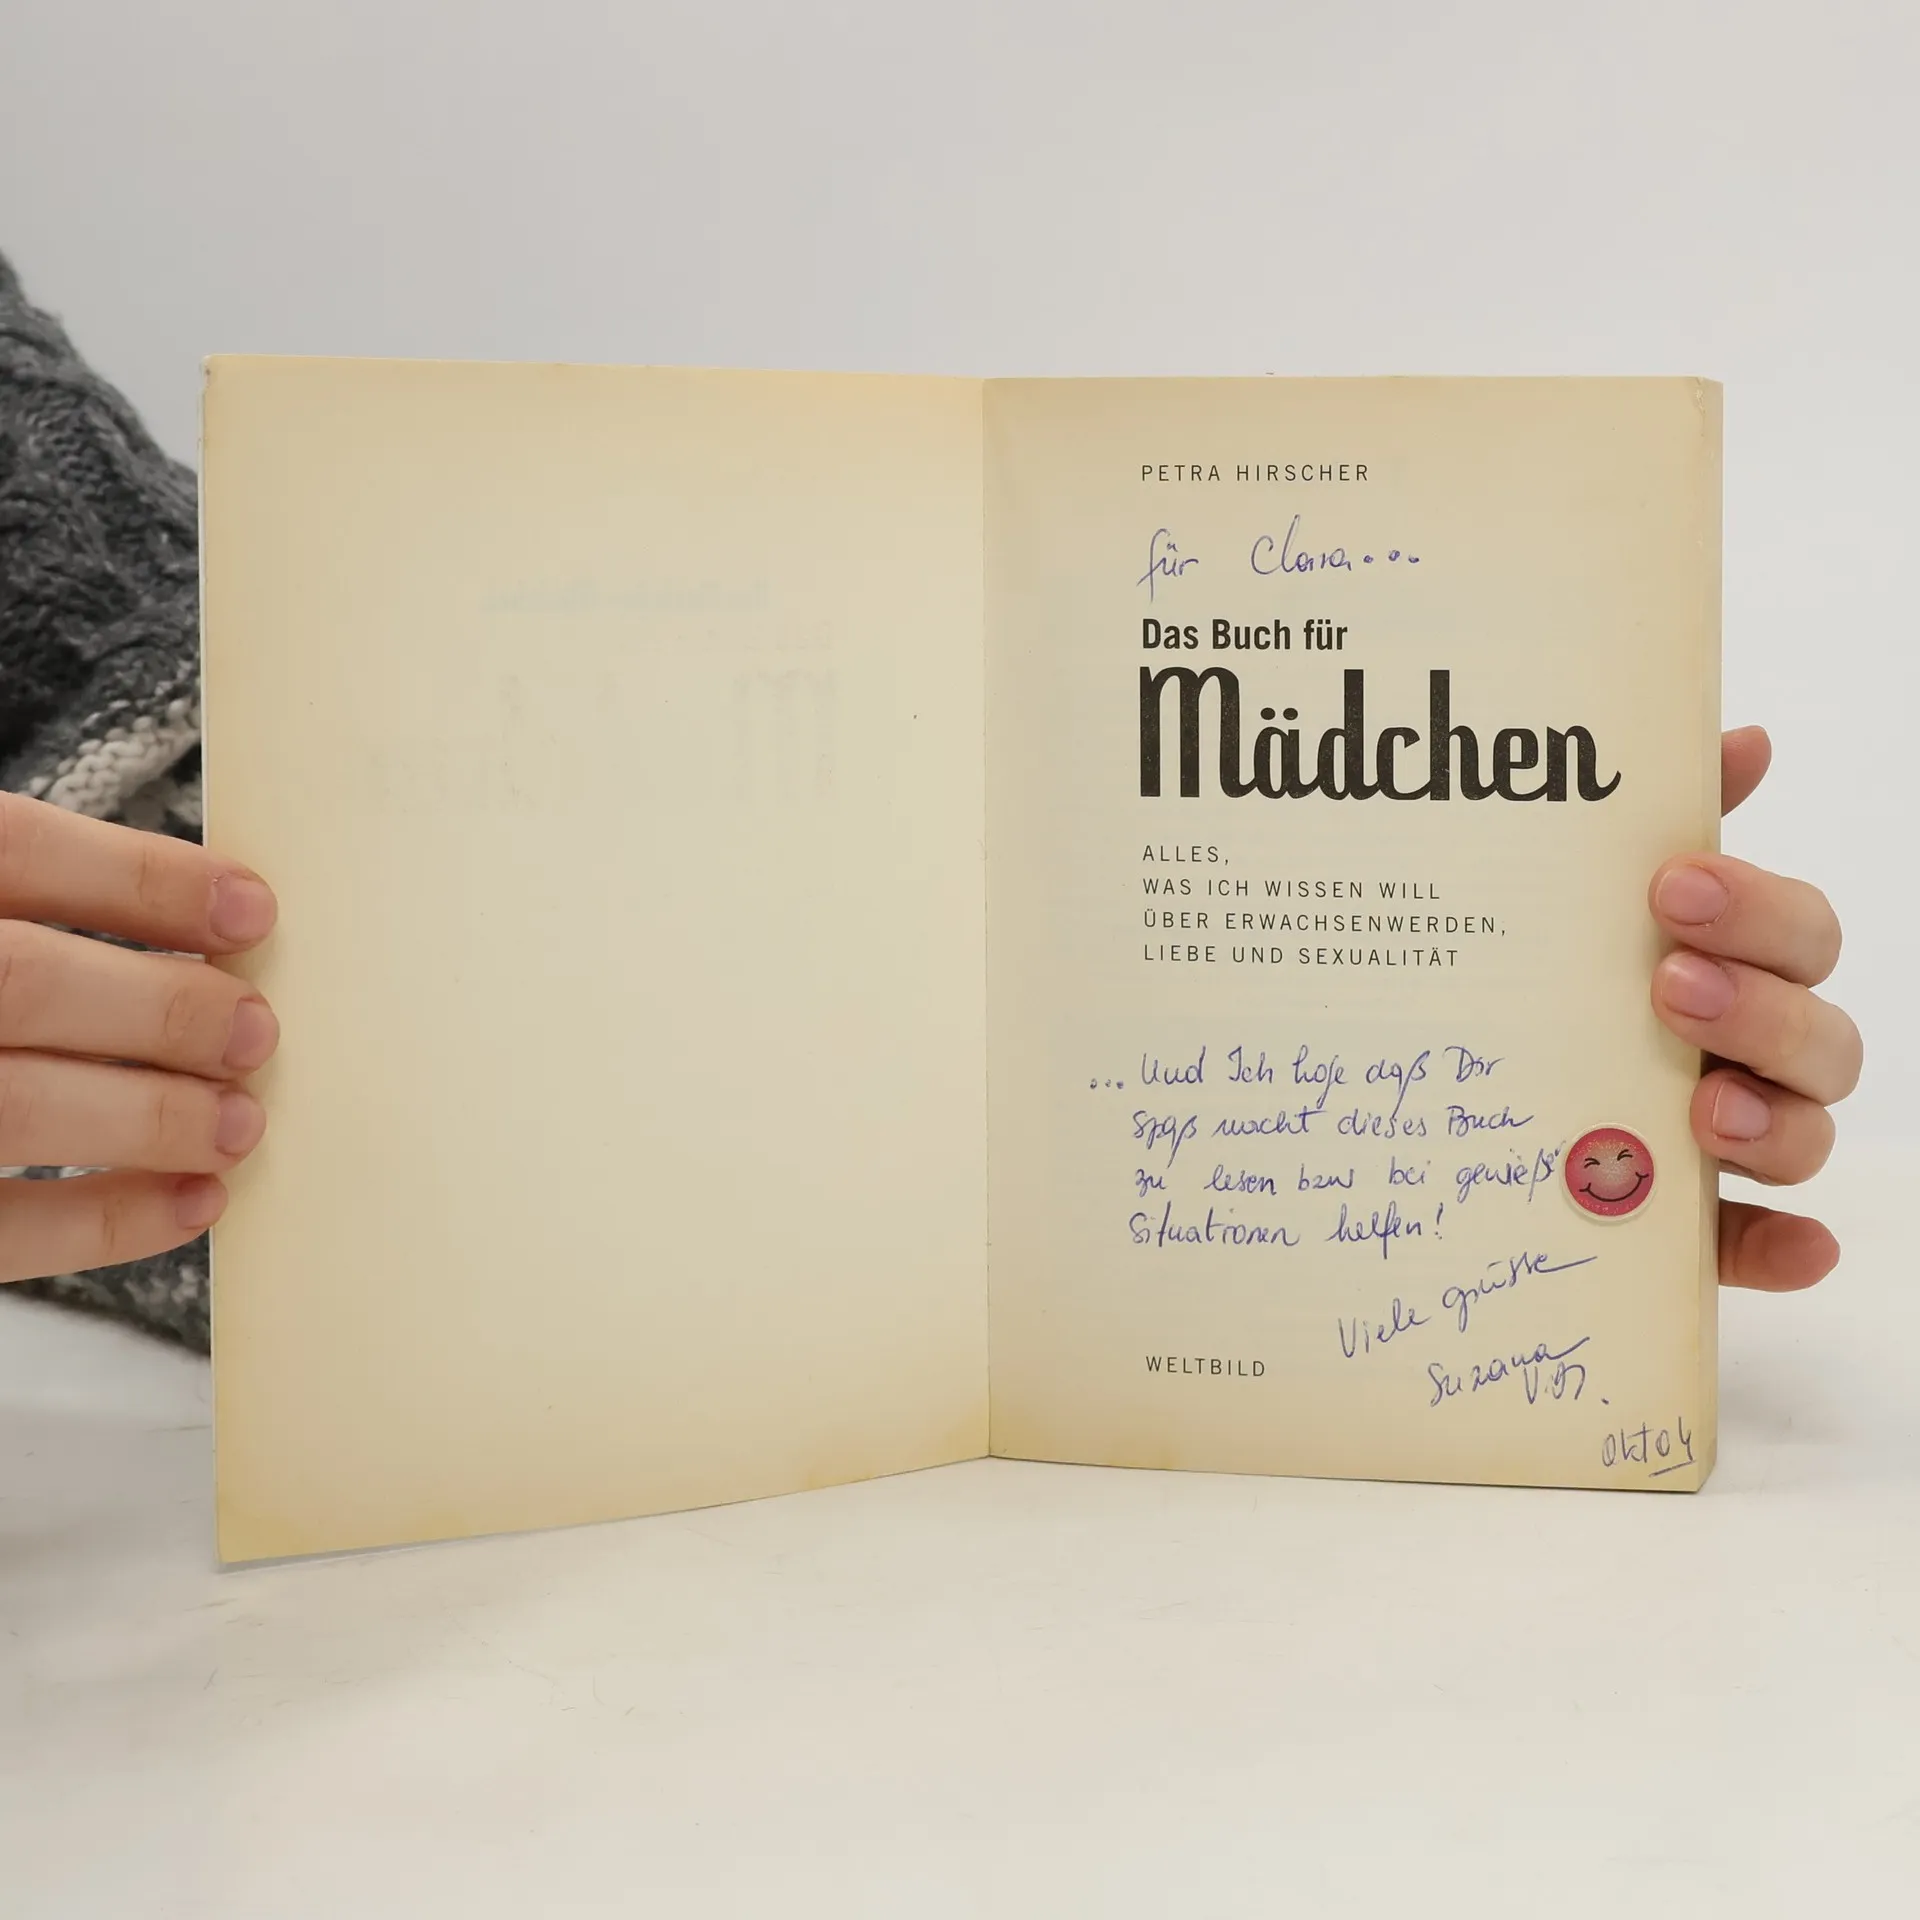 PETRA HIRSCHER
für Clara...
Das Buch für
Mädchen
ALLES,
WAS ICH WISSEN WILL
ÜBER ERWACHSENWERDEN,
LIEBE UND SEXUALITÄT
... Und Ich hoffe daß Dir
Spaß macht dieses Buch
zu lesen bzw bei
Situationen helfen!
Viele Grüsse
WELTBILD
Suzana
Okt 04